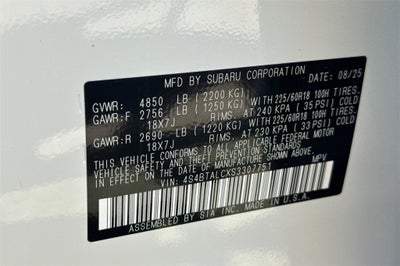 MFD BY SUBARU CORPORATION DATE: 08/25
GVWR: 4850 LB (2200 KG)
GAWR:F 2756 LB (1250 KG) WITH 225/60R18 100H TIRES.
18X7J RIMS. AT 240 KPA (35 PSI) COLD
GAWR:R 2690 LB (1220 KG) WITH 225/60R18 100H TIRES.
18X7J RIMS. AT 230 KPA (33 PSI) COLD
THIS VEHICLE CONFORMS TO ALL APPLICABLE FEDERAL MOTOR
VEHICLE SAFETY AND THEFT PREVENTION STANDARDS IN
EFFECT ON THE DATE OF MANUFACTURE SHOWN ABOVE.
VIN: 4S4BTALCXS3307751 MPV
ASSEMBLED BY SIA INC. MADE IN U.S.A.